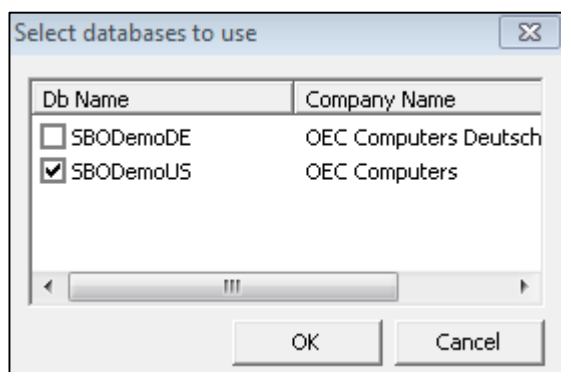 Select databases to use
Db Name Company Name
SBODemoDE OEC Computers Deutsch
SBODemoUS OEC Computers
OK Cancel